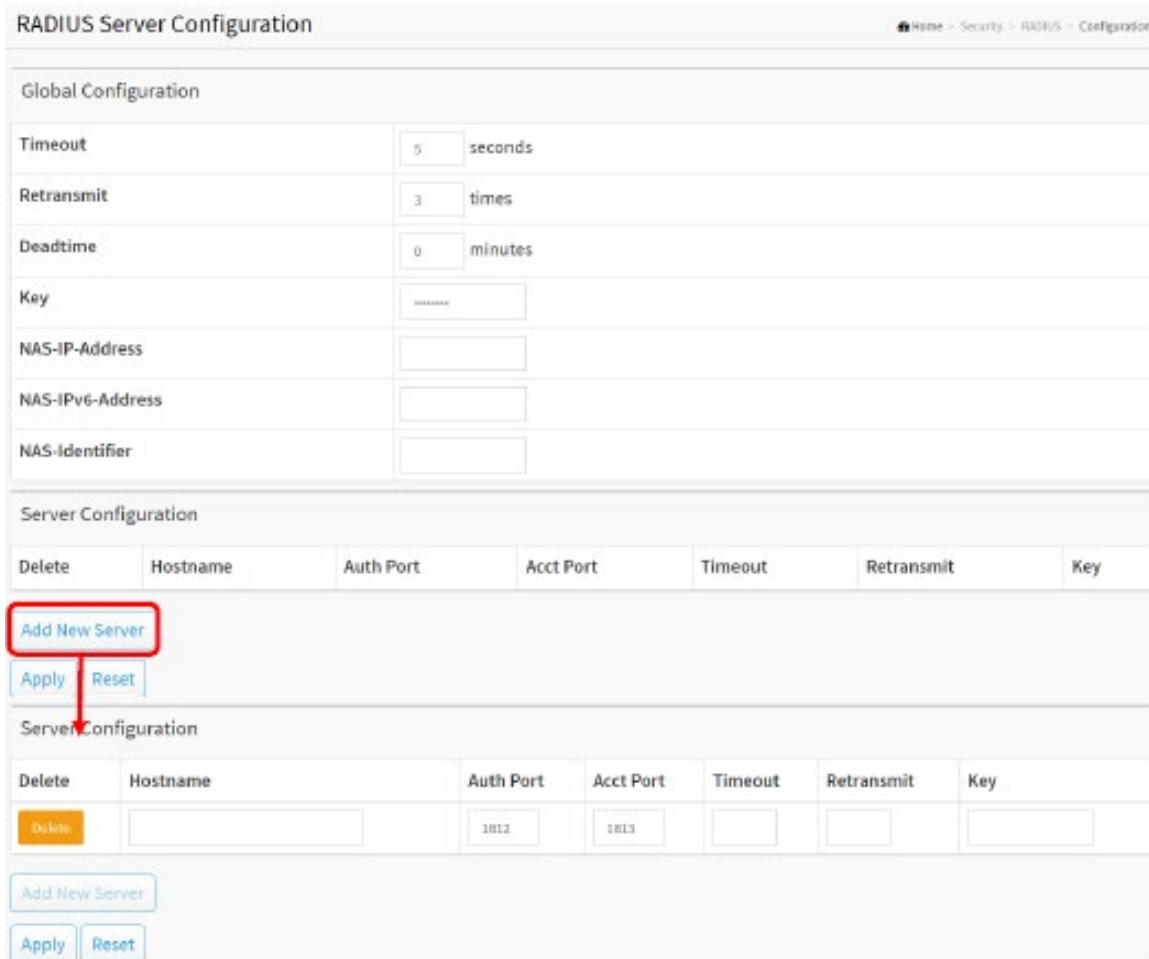 RADIUS Server Configuration
Home > Security > RADIUS > Configuration
Global Configuration
Timeout 5 seconds
Retransmit 3 times
Deadtime 0 minutes
Key ••••••••
NAS-IP-Address
NAS-IPv6-Address
NAS-Identifier
Server Configuration
Delete Hostname Auth Port Acct Port Timeout Retransmit Key
Add New Server
Apply Reset
Server Configuration
Delete Hostname Auth Port Acct Port Timeout Retransmit Key
Delete 1812 1813
Add New Server
Apply Reset